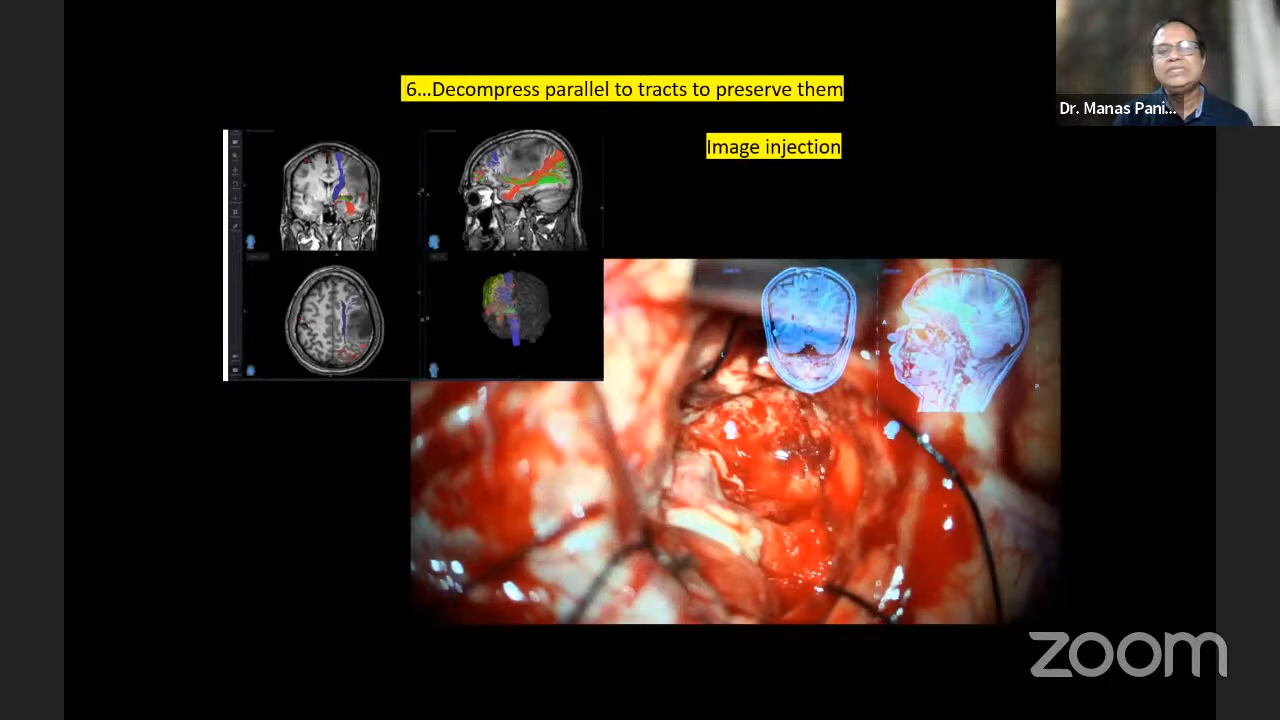 6...Decompress parallel to tracts to preserve them
Image injection
Dr. Manas Pani...
zoom